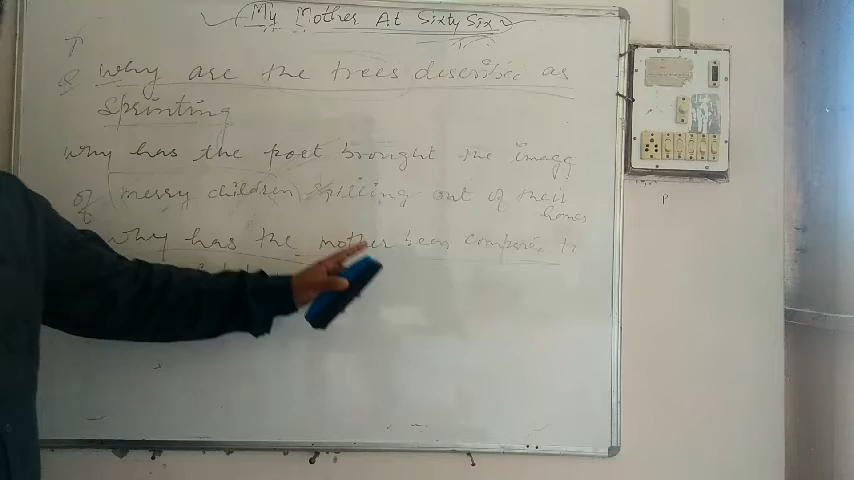 My Mother At Sixty Six
Q Why are the trees described as
Sprinting
Why has the poet brought the image
of (merry children) spilling out of their
homes
Why has the mother been compared to
P